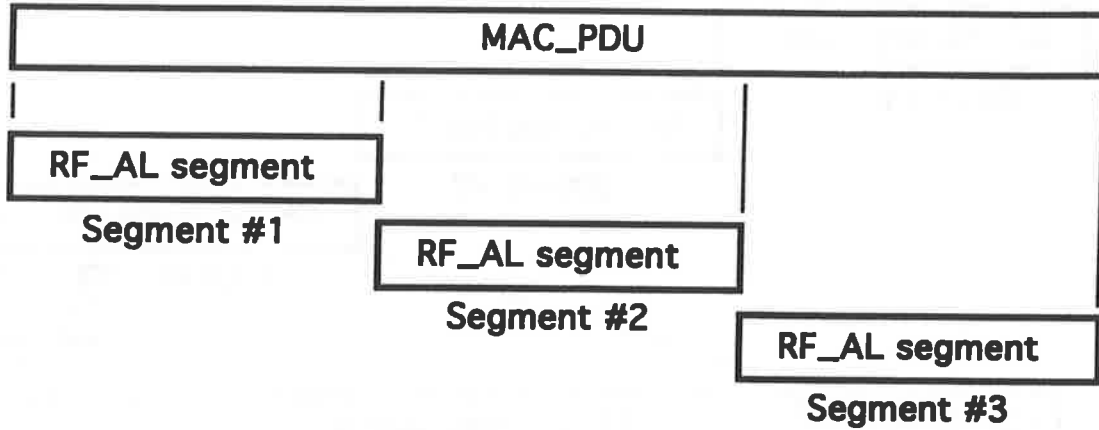 MAC_PDU
RF_AL segment
Segment #1
RF_AL segment
Segment #2
RF_AL segment
Segment #3